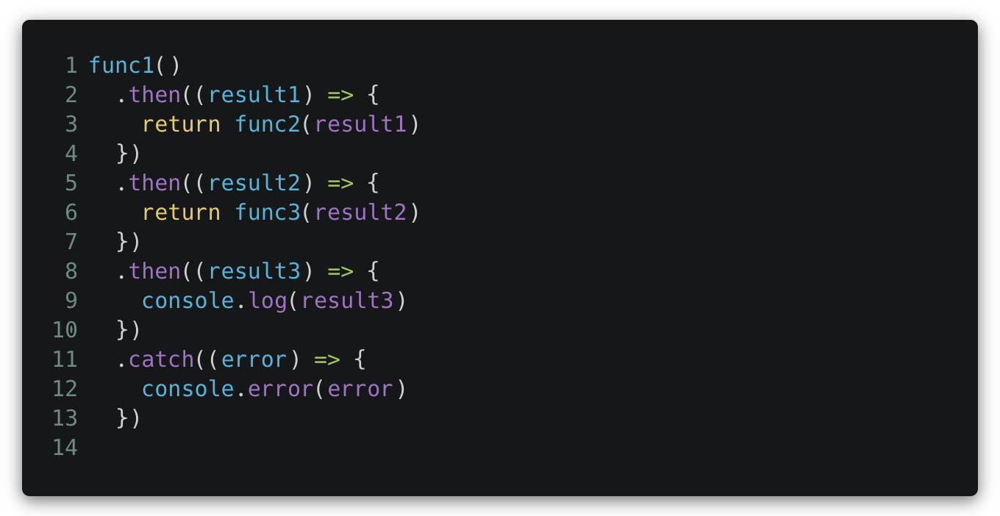 1 func1()
2   .then((result1) => {
3     return func2(result1)
4   })
5   .then((result2) => {
6     return func3(result2)
7   })
8   .then((result3) => {
9     console.log(result3)
10   })
11   .catch((error) => {
12     console.error(error)
13   })
14